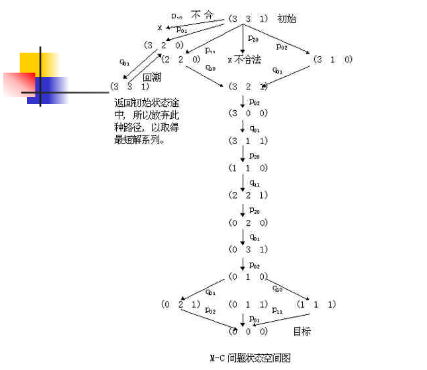 P₁₀ 不 合 (3 3 1) 初始
x P₀₁ P₂₀ P₀₂
(3 2 0) P₁₁
q₀₁ (2 2 0) x 不合法 (3 1 0)
回溯 q₁₀ q₀₁
(3 3 1) (3 2 1)
返回初始状态途 P₀₂
中，所以放弃此 (3 0 0)
种路径，以取得 q₀₁
最短解系列。 (3 1 1)
P₂₀
(1 1 0)
q₁₁
(2 2 1)
P₂₀
(0 2 0)
q₀₁
(0 3 1)
P₀₂
(0 1 0)
q₀₁ q₁₀
(0 2 1) (0 1 1) (1 1 1)
P₀₂ P₀₁ P₁₁
(0 0 0) 目标
M-C 问题状态空间图